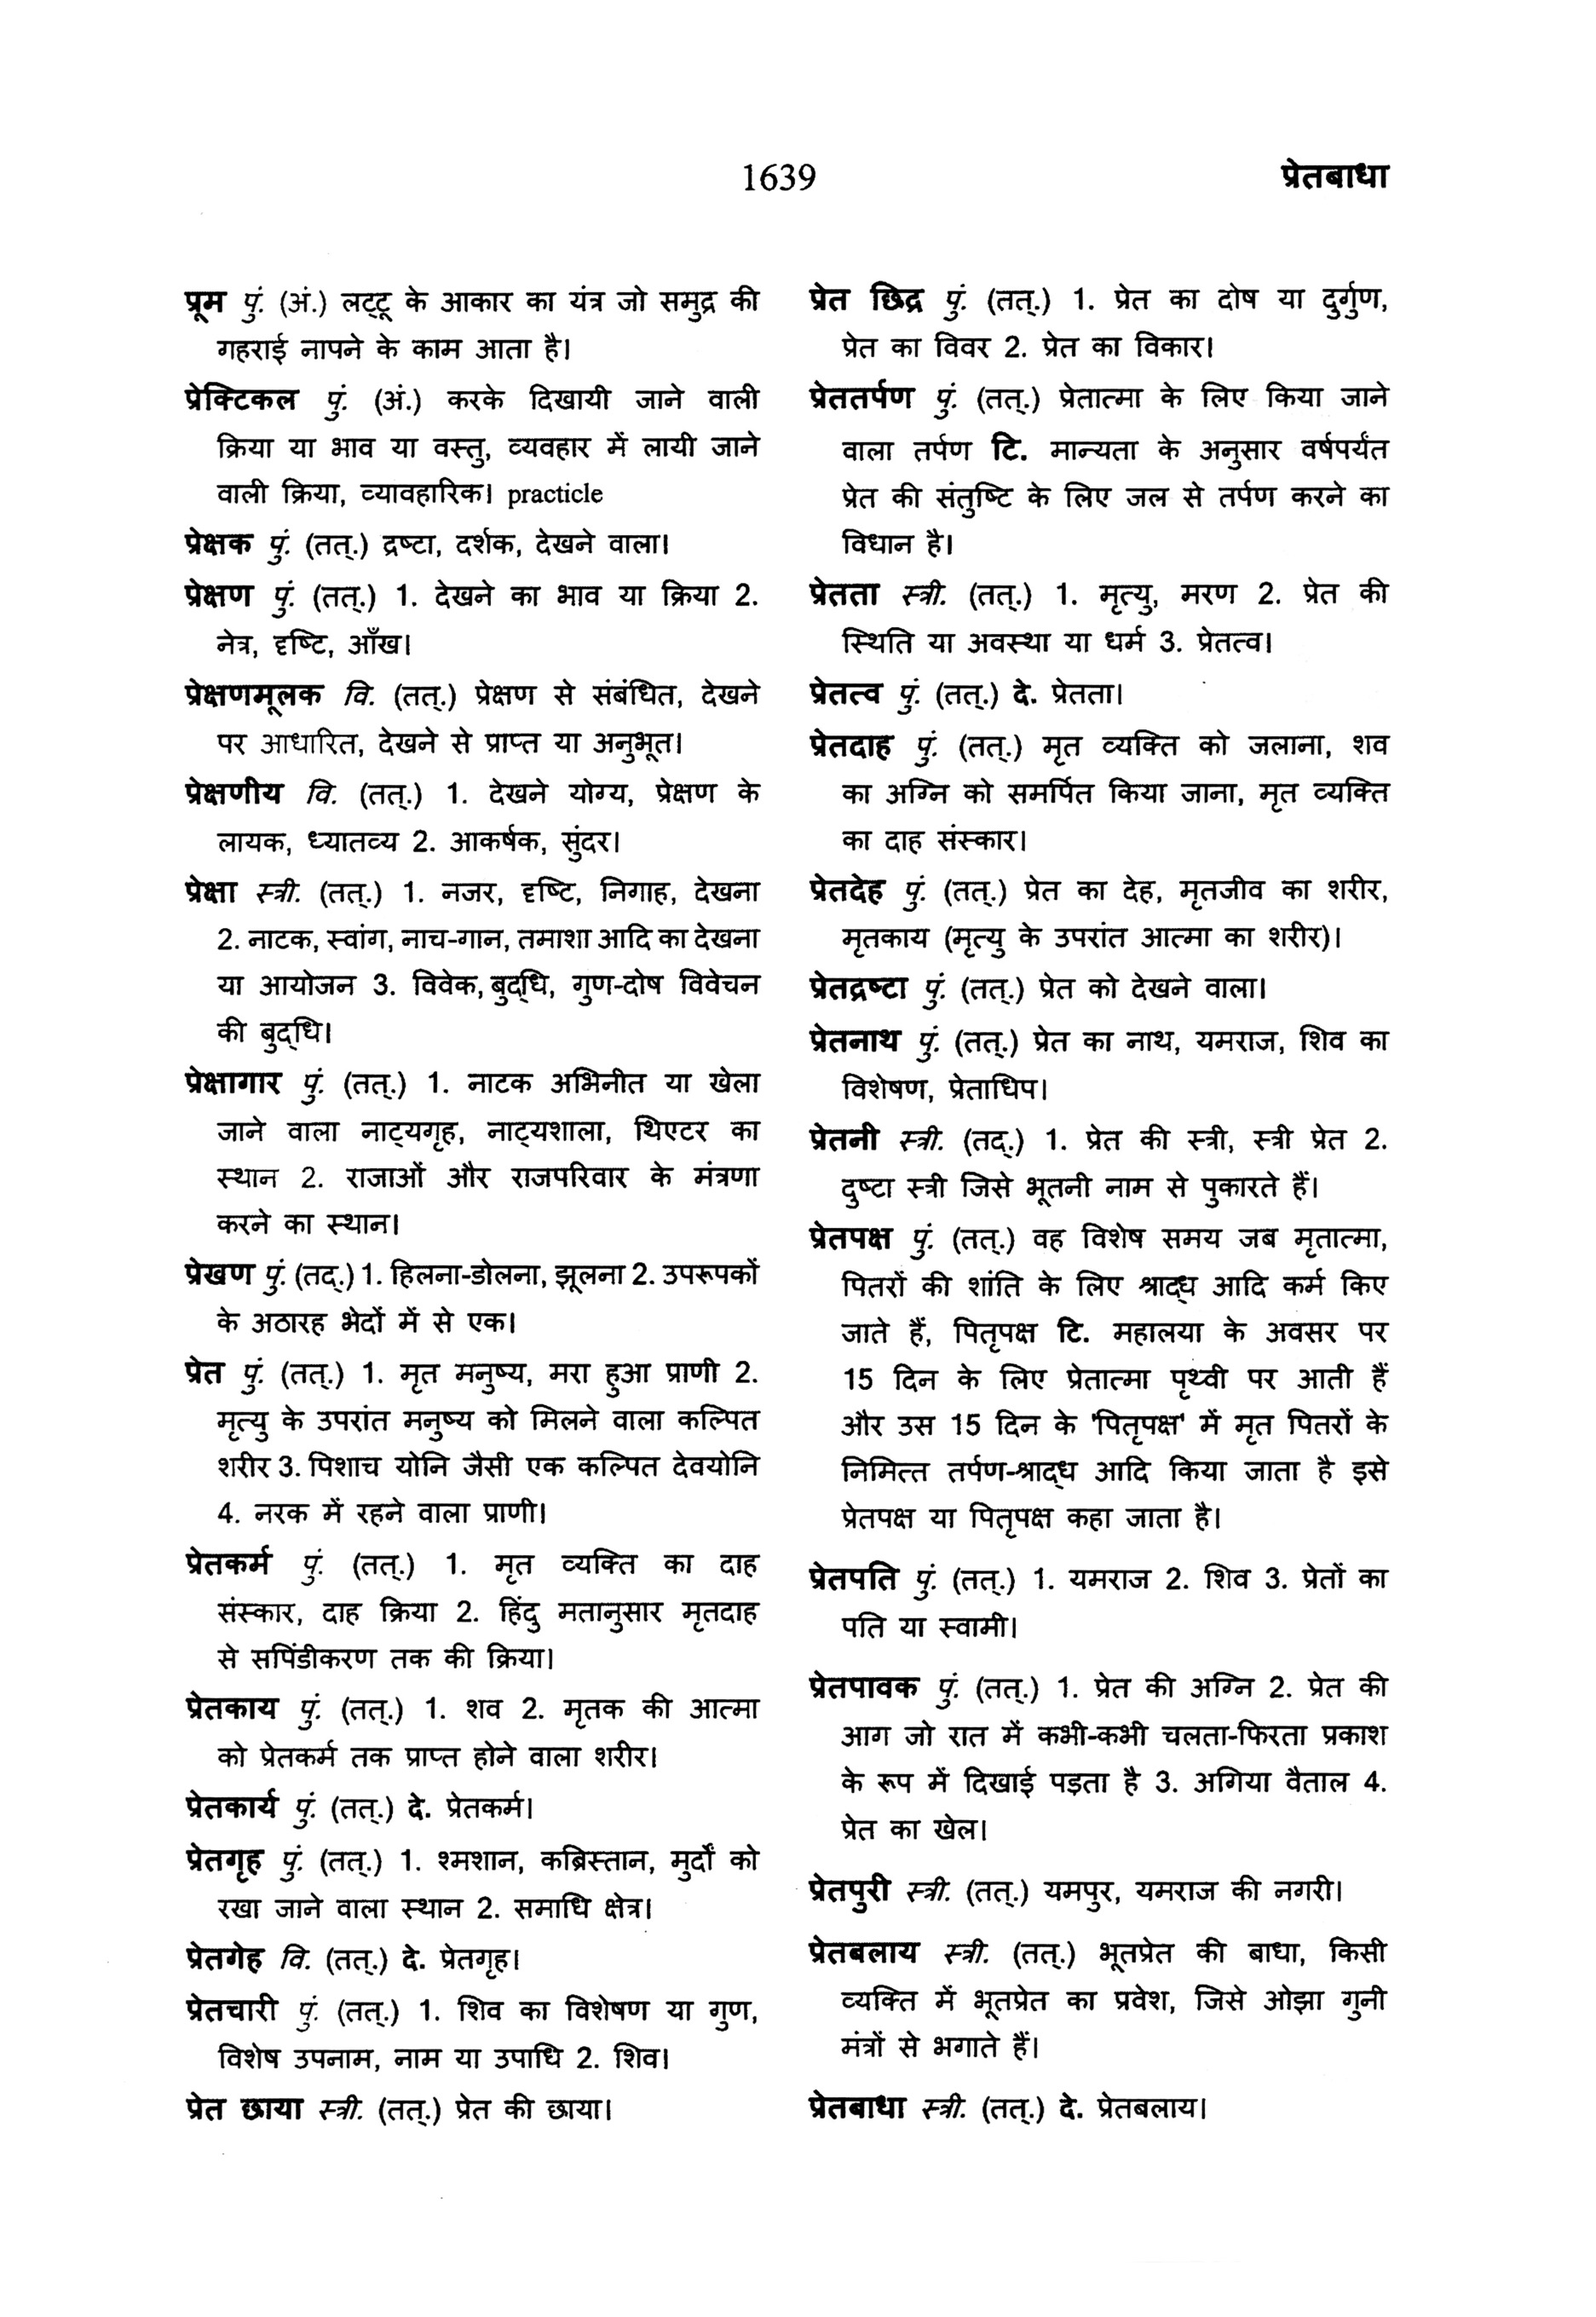 1639
प्रेतबाधा
प्रूम पुं. (अं.) लट्‌टू के आकार का यंत्र जो समुद्र की
गहराई नापने के काम आता है।
प्रेक्टिकल पुं. (अं.) करके दिखायी जाने वाली
क्रिया या भाव या वस्तु, व्यवहार में लायी जाने
वाली क्रिया, व्यावहारिक। practicle
प्रेक्षक पुं. (तत्.) द्रष्टा, दर्शक, देखने वाला।
प्रेक्षण पुं. (तत्.) 1. देखने का भाव या क्रिया 2.
नेत्र, दृष्टि, आँख।
प्रेक्षणमूलक वि. (तत्.) प्रेक्षण से संबंधित, देखने
पर आधारित, देखने से प्राप्त या अनुभूत।
प्रेक्षणीय वि. (तत्.) 1. देखने योग्य, प्रेक्षण के
लायक, ध्यातव्य 2. आकर्षक, सुंदर।
प्रेक्षा स्त्री. (तत्.) 1. नजर, दृष्टि, निगाह, देखना
2. नाटक, स्वांग, नाच-गान, तमाशा आदि का देखना
या आयोजन 3. विवेक, बुद्‌धि, गुण-दोष विवेचन
की बुद्‌धि।
प्रेक्षागार पुं. (तत्.) 1. नाटक अभिनीत या खेला
जाने वाला नाट्‌यगृह, नाट्‌यशाला, थिएटर का
स्थान 2. राजाओं और राजपरिवार के मंत्रणा
करने का स्थान।
प्रेखण पुं. (तद्.) 1. हिलना-डोलना, झूलना 2. उपरूपकों
के अठारह भेदों में से एक।
प्रेत पुं. (तत्.) 1. मृत मनुष्य, मरा हुआ प्राणी 2.
मृत्यु के उपरांत मनुष्य को मिलने वाला कल्पित
शरीर 3. पिशाच योनि जैसी एक कल्पित देवयोनि
4. नरक में रहने वाला प्राणी।
प्रेतकर्म पुं. (तत्.) 1. मृत व्यक्ति का दाह
संस्कार, दाह क्रिया 2. हिंदु मतानुसार मृतदाह
से सपिंडीकरण तक की क्रिया।
प्रेतकाय पुं. (तत्.) 1. शव 2. मृतक की आत्मा
को प्रेतकर्म तक प्राप्त होने वाला शरीर।
प्रेतकार्य पुं. (तत्.) दे. प्रेतकर्म।
प्रेतगृह पुं. (तत्.) 1. श्मशान, कब्रिस्तान, मुर्दों को
रखा जाने वाला स्थान 2. समाधि क्षेत्र।
प्रेतगेह वि. (तत्.) दे. प्रेतगृह।
प्रेतचारी पुं. (तत्.) 1. शिव का विशेषण या गुण,
विशेष उपनाम, नाम या उपाधि 2. शिव।
प्रेत छाया स्त्री. (तत्.) प्रेत की छाया।
प्रेत छिद्र पुं. (तत्.) 1. प्रेत का दोष या दुर्गुण,
प्रेत का विवर 2. प्रेत का विकार।
प्रेततर्पण पुं. (तत्.) प्रेतात्मा के लिए किया जाने
वाला तर्पण टि. मान्यता के अनुसार वर्षपर्यंत
प्रेत की संतुष्टि के लिए जल से तर्पण करने का
विधान है।
प्रेतता स्त्री. (तत्.) 1. मृत्यु, मरण 2. प्रेत की
स्थिति या अवस्था या धर्म 3. प्रेतत्व।
प्रेतत्व पुं. (तत्.) दे. प्रेतता।
प्रेतदाह पुं. (तत्.) मृत व्यक्ति को जलाना, शव
का अग्नि को समर्पित किया जाना, मृत व्यक्ति
का दाह संस्कार।
प्रेतदेह पुं. (तत्.) प्रेत का देह, मृतजीव का शरीर,
मृतकाय (मृत्यु के उपरांत आत्मा का शरीर)।
प्रेतद्रष्टा पुं. (तत्.) प्रेत को देखने वाला।
प्रेतनाथ पुं. (तत्.) प्रेत का नाथ, यमराज, शिव का
विशेषण, प्रेताधिप।
प्रेतनी स्त्री. (तद्.) 1. प्रेत की स्त्री, स्त्री प्रेत 2.
दुष्टा स्त्री जिसे भूतनी नाम से पुकारते हैं।
प्रेतपक्ष पुं. (तत्.) वह विशेष समय जब मृतात्मा,
पितरों की शांति के लिए श्राद्‌ध आदि कर्म किए
जाते हैं, पितृपक्ष टि. महालया के अवसर पर
15 दिन के लिए प्रेतात्मा पृथ्वी पर आती हैं
और उस 15 दिन के 'पितृपक्ष' में मृत पितरों के
निमित्त तर्पण-श्राद्‌ध आदि किया जाता है इसे
प्रेतपक्ष या पितृपक्ष कहा जाता है।
प्रेतपति पुं. (तत्.) 1. यमराज 2. शिव 3. प्रेतों का
पति या स्वामी।
प्रेतपावक पुं. (तत्.) 1. प्रेत की अग्नि 2. प्रेत की
आग जो रात में कभी-कभी चलता-फिरता प्रकाश
के रूप में दिखाई पड़ता है 3. अगिया वैताल 4.
प्रेत का खेल।
प्रेतपुरी स्त्री. (तत्.) यमपुर, यमराज की नगरी।
प्रेतबलाय स्त्री. (तत्.) भूतप्रेत की बाधा, किसी
व्यक्ति में भूतप्रेत का प्रवेश, जिसे ओझा गुनी
मंत्रों से भगाते हैं।
प्रेतबाधा स्त्री. (तत्.) दे. प्रेतबलाय।